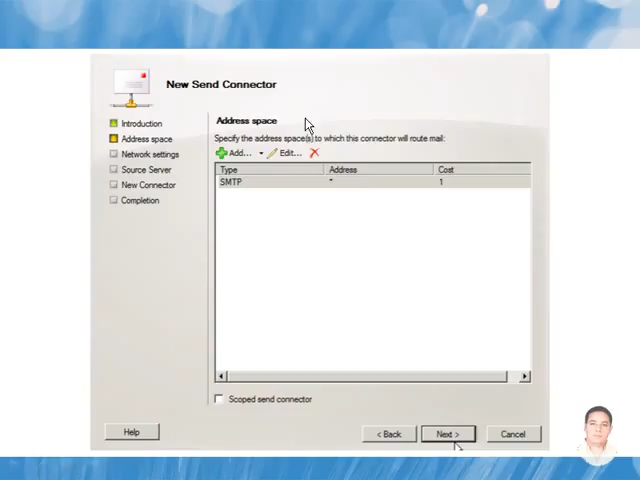 New Send Connector
Introduction
Address space
Network settings
Source Server
New Connector
Completion
Address space
Specify the address space(s) to which this connector will route mail:
Add... Edit...
Type Address Cost
SMTP * 1
Scoped send connector
Help < Back Next > Cancel